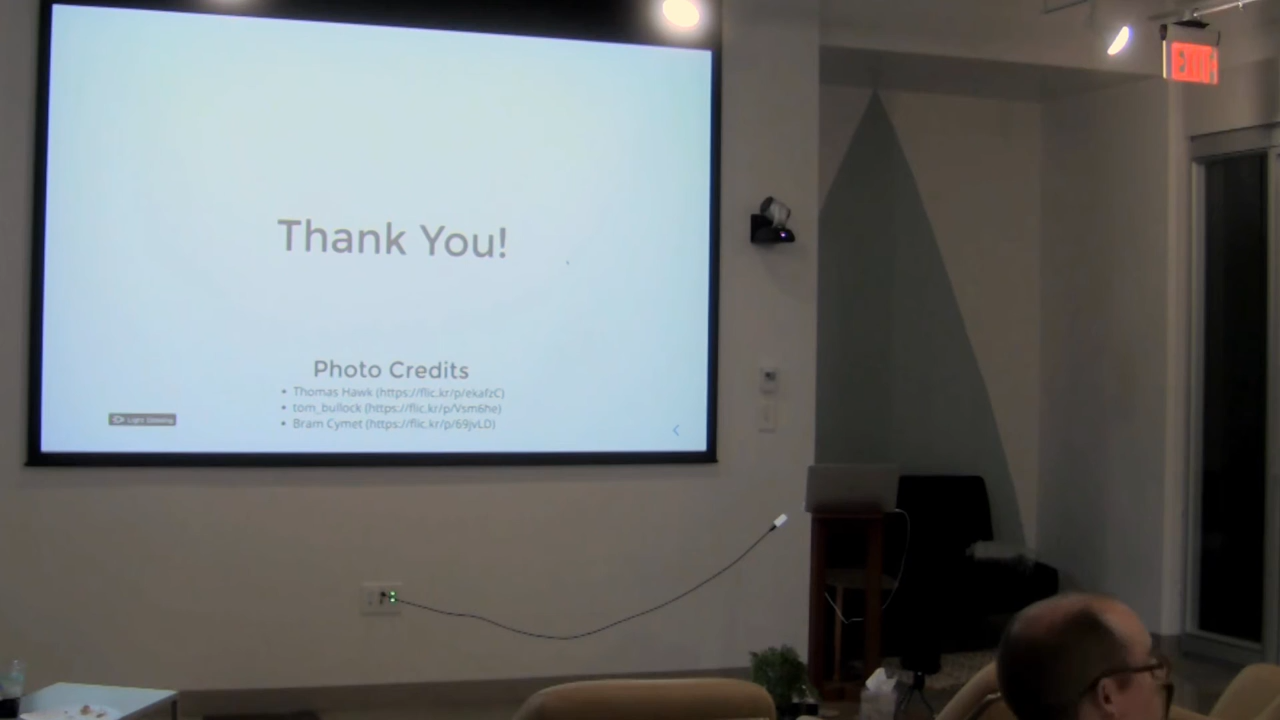 EXIT
Thank You!
Photo Credits
• Thomas Hawk (https://flic.kr/p/ekafzC)
• tom_bullock (https://flic.kr/p/Vsm6he)
• Bram Cymet (https://flic.kr/p/69jvLD)